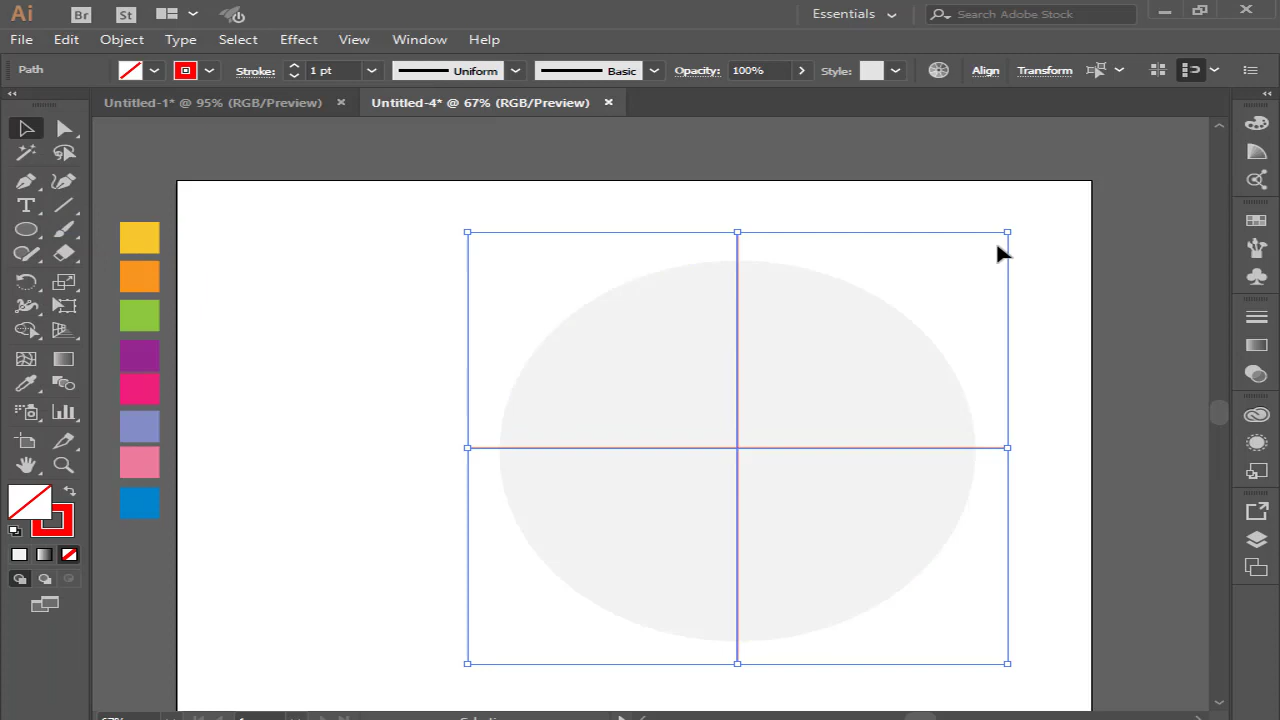 Ai Br St Essentials Search Adobe Stock
File Edit Object Type Select Effect View Window Help
Path Stroke: 1 pt Uniform Basic Opacity: 100% Style: Align Transform
Untitled-1* @ 95% (RGB/Preview) Untitled-4* @ 67% (RGB/Preview)